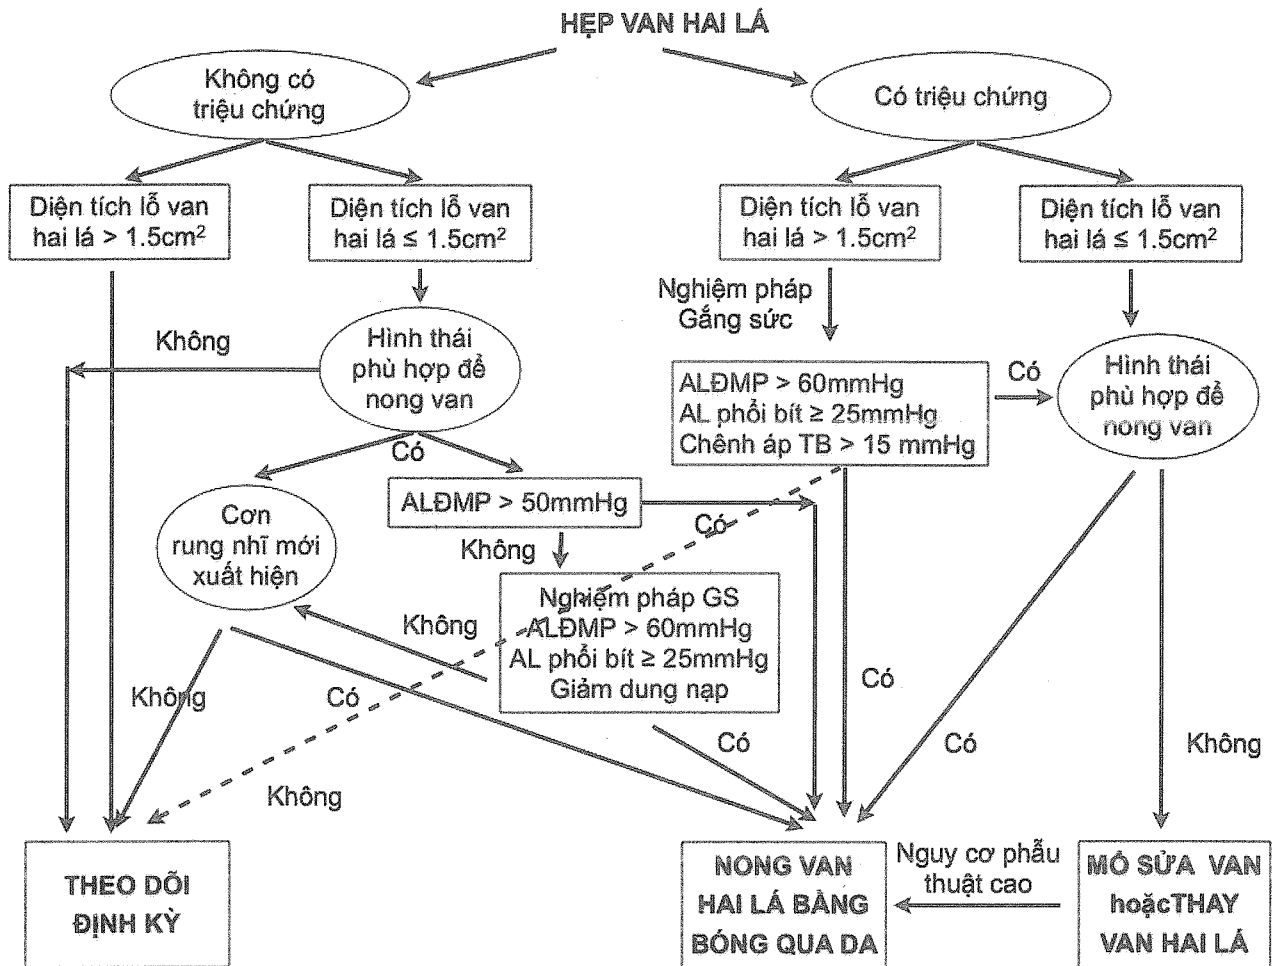 HẸP VAN HAI LÁ
Không có
triệu chứng
Có triệu chứng
Diện tích lỗ van
hai lá > 1.5cm²
Diện tích lỗ van
hai lá ≤ 1.5cm²
Diện tích lỗ van
hai lá > 1.5cm²
Diện tích lỗ van
hai lá ≤ 1.5cm²
Nghiệm pháp
Gắng sức
Không
Hình thái
phù hợp để
nong van
ALĐMP > 60mmHg
AL phổi bít ≥ 25mmHg
Chênh áp TB > 15 mmHg
Có
Hình thái
phù hợp để
nong van
Có
Cơn
rung nhĩ mới
xuất hiện
ALĐMP > 50mmHg
Có
Không
Nghiệm pháp GS
ALĐMP > 60mmHg
AL phổi bít ≥ 25mmHg
Giảm dung nạp
Không
Không
Có
Có
Có
Có
Không
Không
THEO DÕI
ĐỊNH KỲ
NONG VAN
HAI LÁ BẰNG
BÓNG QUA DA
Nguy cơ phẫu
thuật cao
MỔ SỬA VAN
hoặcTHAY
VAN HAI LÁ